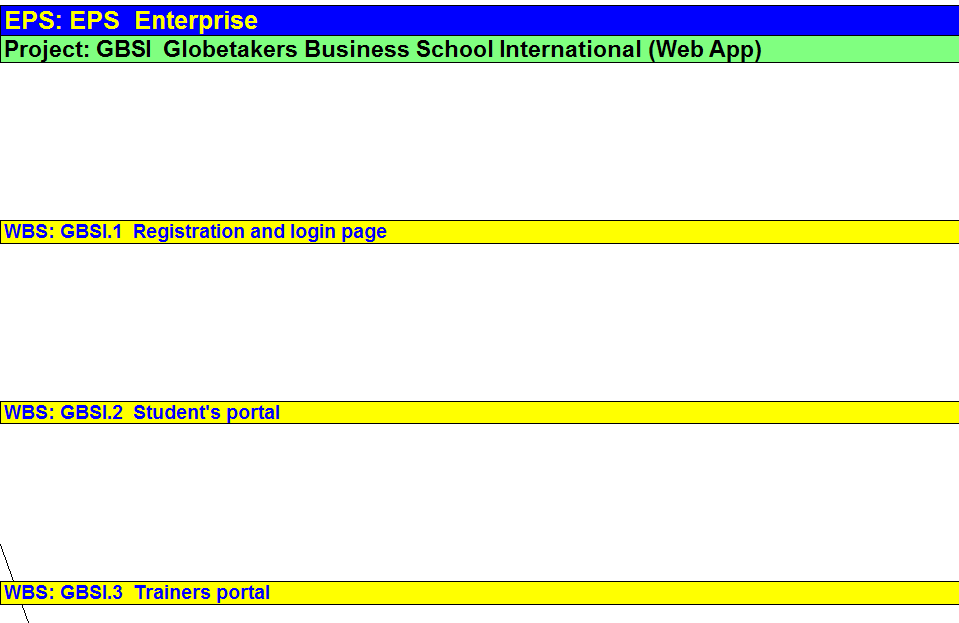 EPS: EPS  Enterprise
Project: GBSI  Globetakers Business School International (Web App)
WBS: GBSI.1  Registration and login page
WBS: GBSI.2  Student's portal
WBS: GBSI.3  Trainers portal